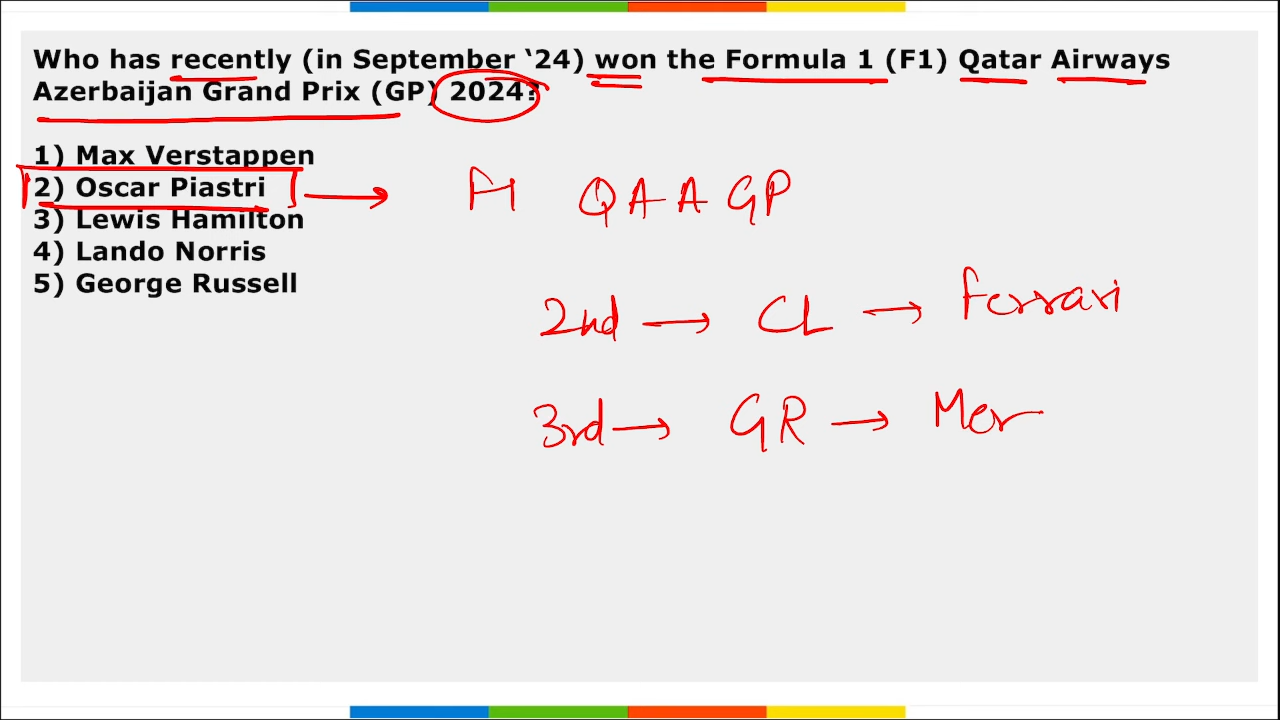 Who has recently (in September ‘24) won the Formula 1 (F1) Qatar Airways
Azerbaijan Grand Prix (GP) 2024?
1) Max Verstappen
2) Oscar Piastri → F1 QAAGP
3) Lewis Hamilton
4) Lando Norris
5) George Russell
2nd → CL → Ferrari
3rd → GR → Mer